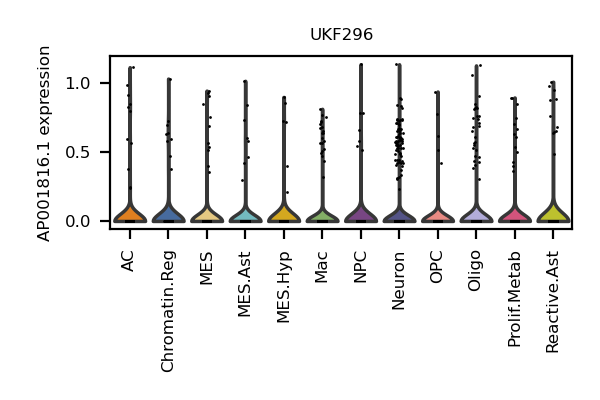 UKF296
AP001816.1 expression
1.0
0.5
0.0
AC
Chromatin.Reg
MES
MES.Ast
MES.Hyp
Mac
NPC
Neuron
OPC
Oligo
Prolif.Metab
Reactive.Ast